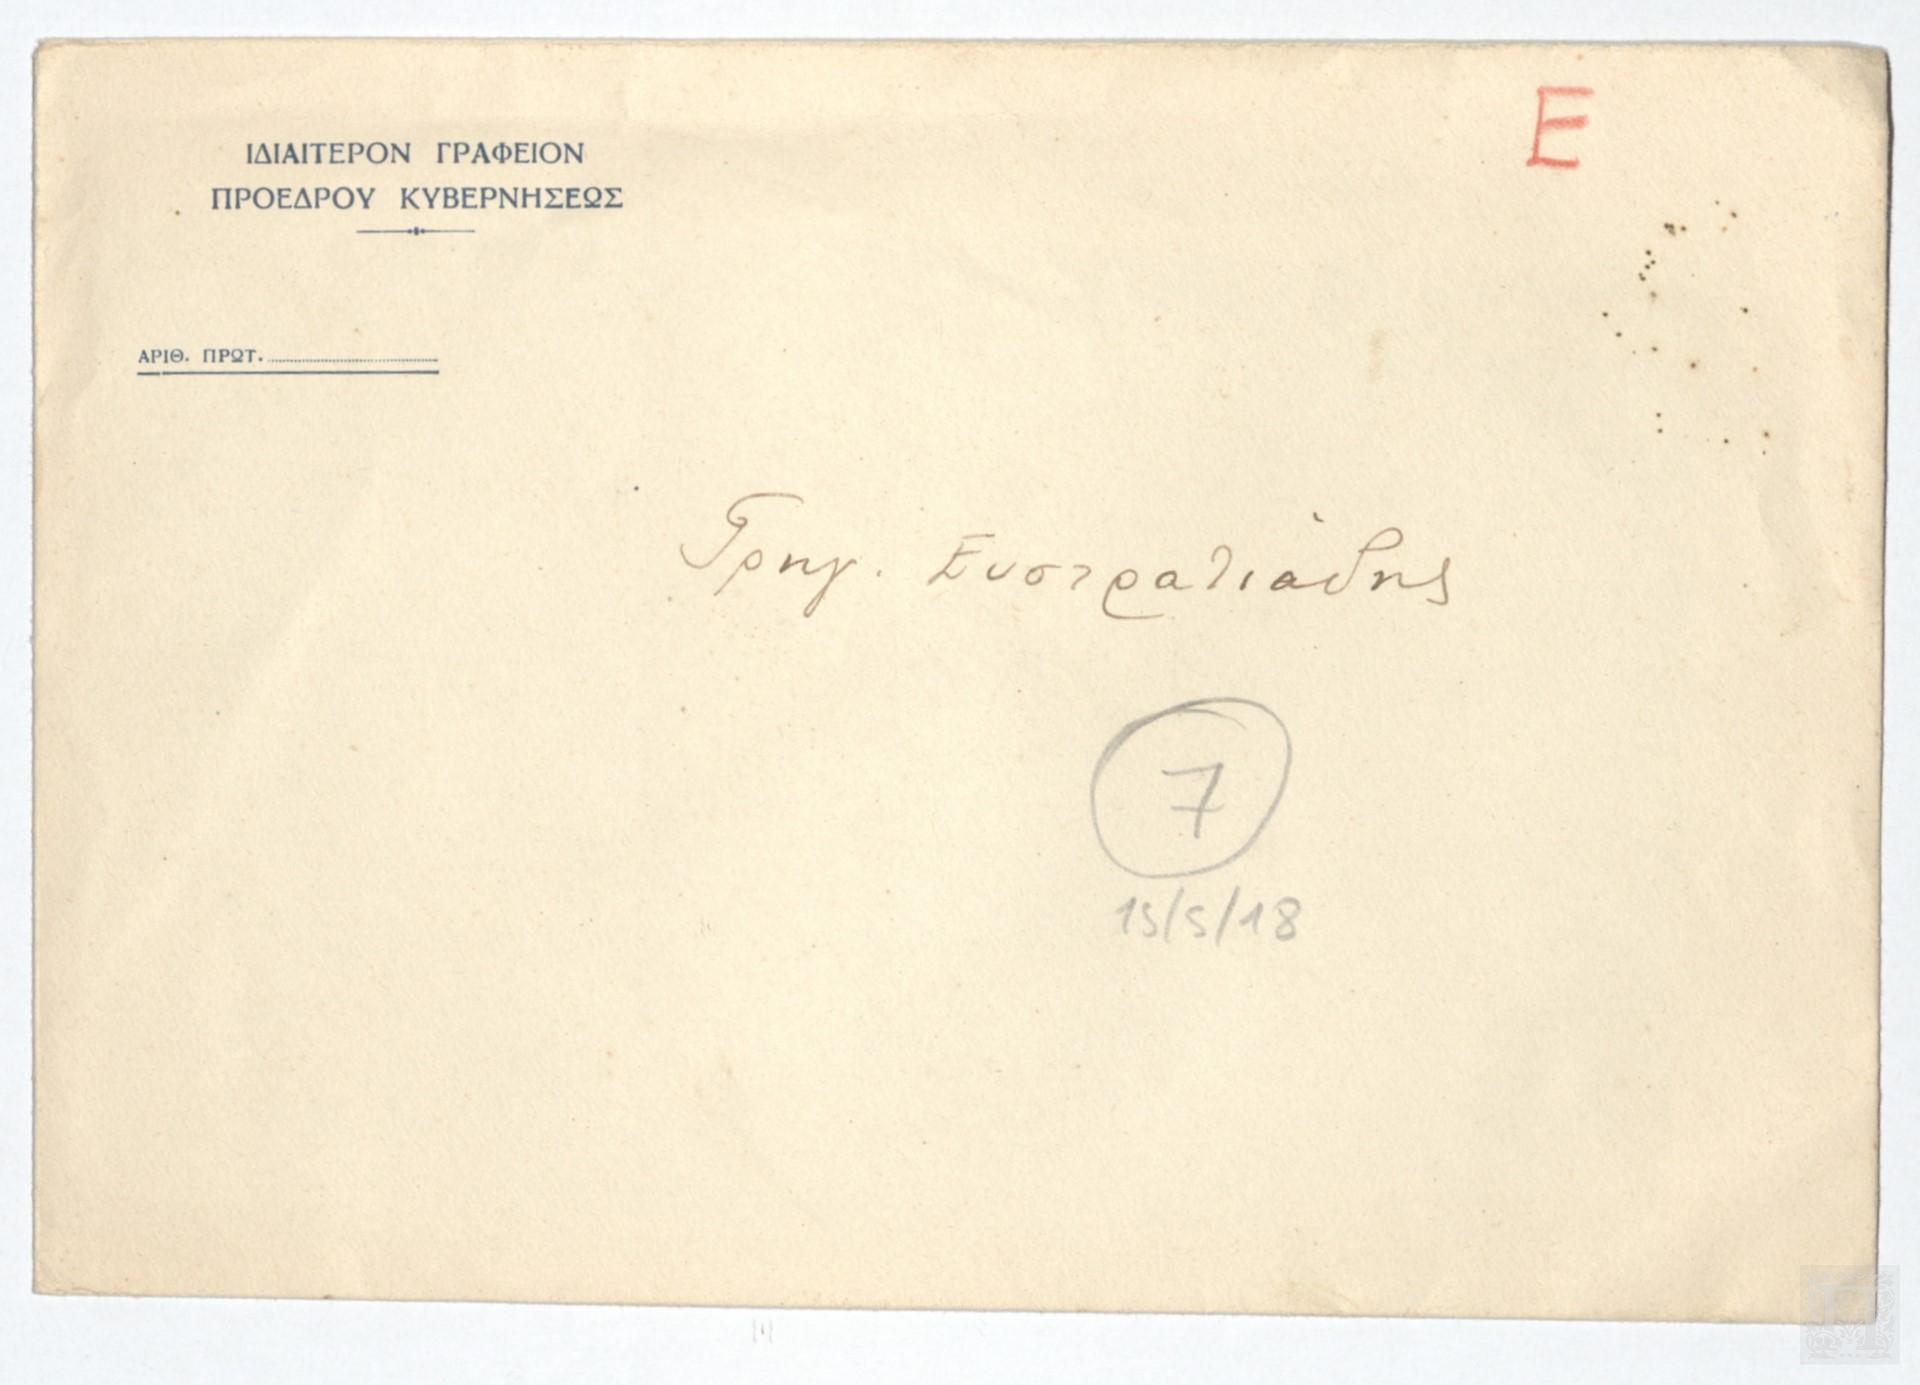 Ε
ΙΔΙΑΙΤΕΡΟΝ ΓΡΑΦΕΙΟΝ
ΠΡΟΕΔΡΟΥ ΚΥΒΕΡΝΗΣΕΩΣ
ΑΡΙΘ. ΠΡΩΤ.
Γρηγ. Ευστρατιάδης
7
15/5/18